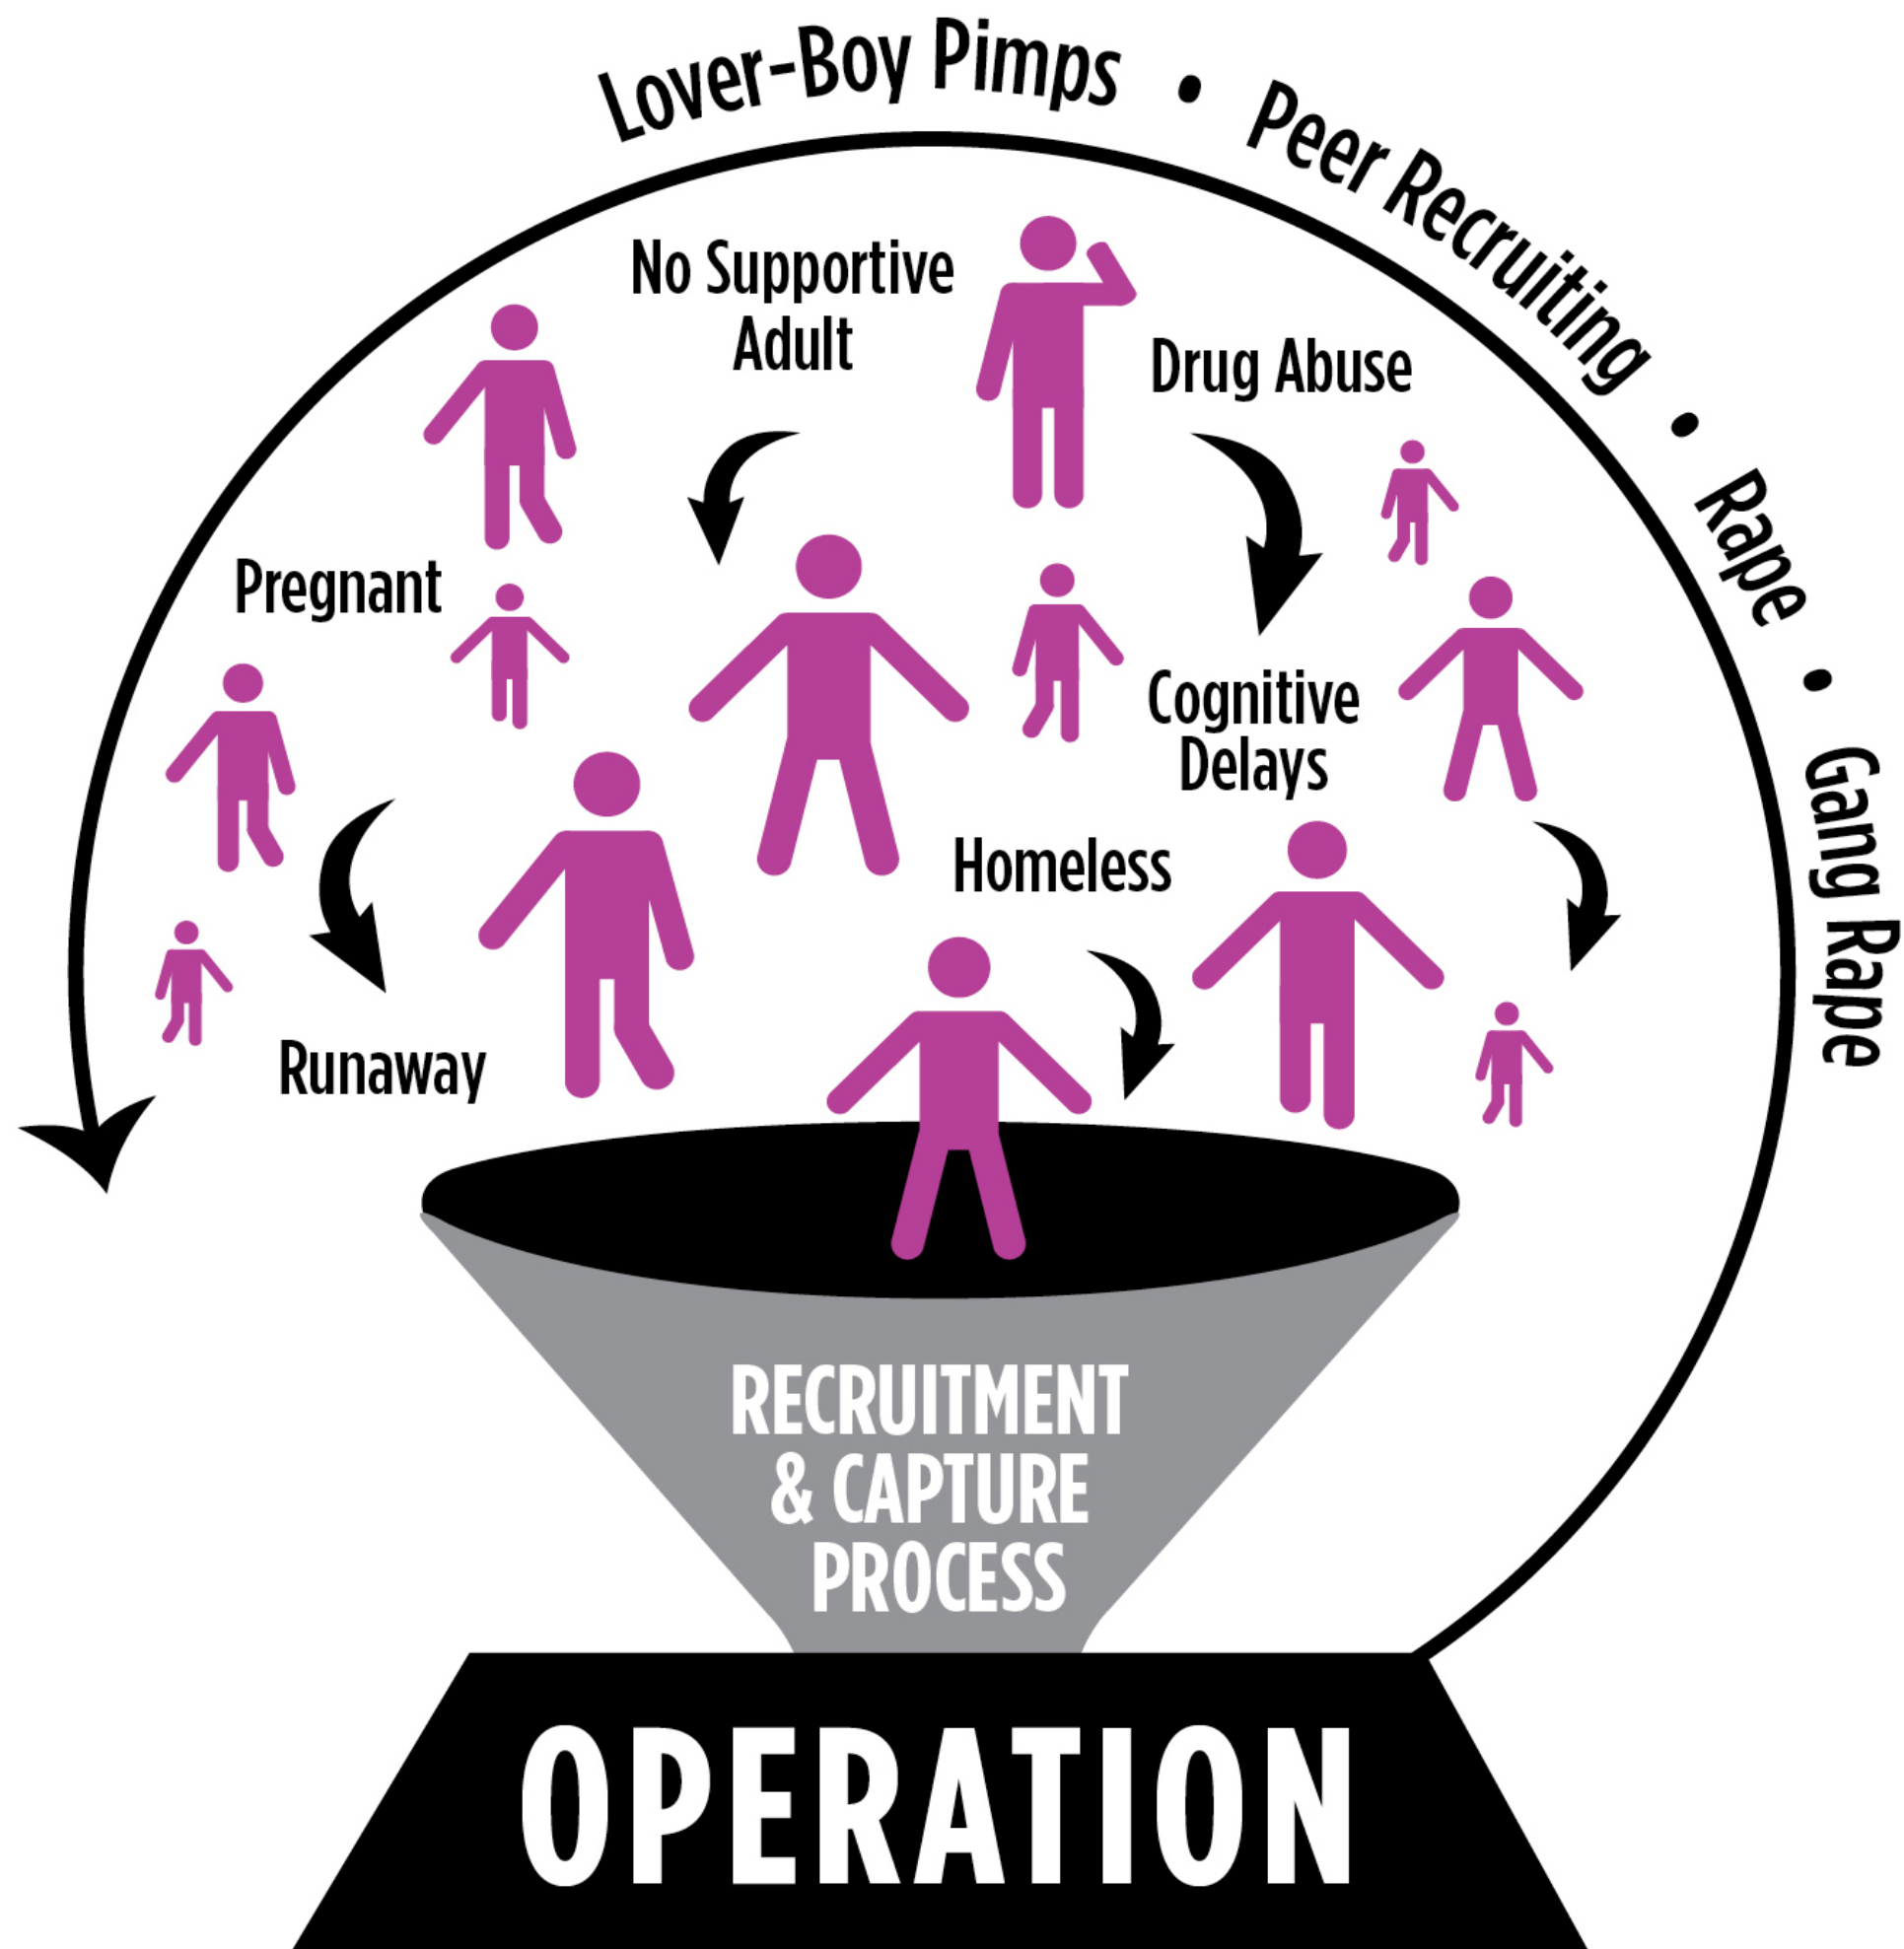 Lover-Boy Pimps • Peer Recruiting • Rape • Gang Rape
No Supportive
Adult
Drug Abuse
Pregnant
Cognitive
Delays
Homeless
Runaway
RECRUITMENT
& CAPTURE
PROCESS
OPERATION